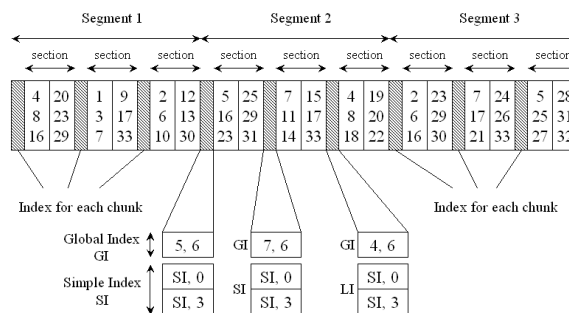 Segment 1 Segment 2 Segment 3
section section section section section section section section section
4 20 1 9 2 12 5 25 7 15 4 19 2 23 7 24 5 28
8 23 3 17 6 13 16 29 11 17 8 20 6 29 17 26 25 31
16 29 7 33 10 30 23 31 14 33 18 22 16 30 21 33 27 32
Index for each chunk Index for each chunk
Global Index GI 5, 6 GI 7, 6 GI 4, 6
Simple Index SI SI, 0 SI, 0 SI, 0
SI LI
SI, 3 SI, 3 SI, 3